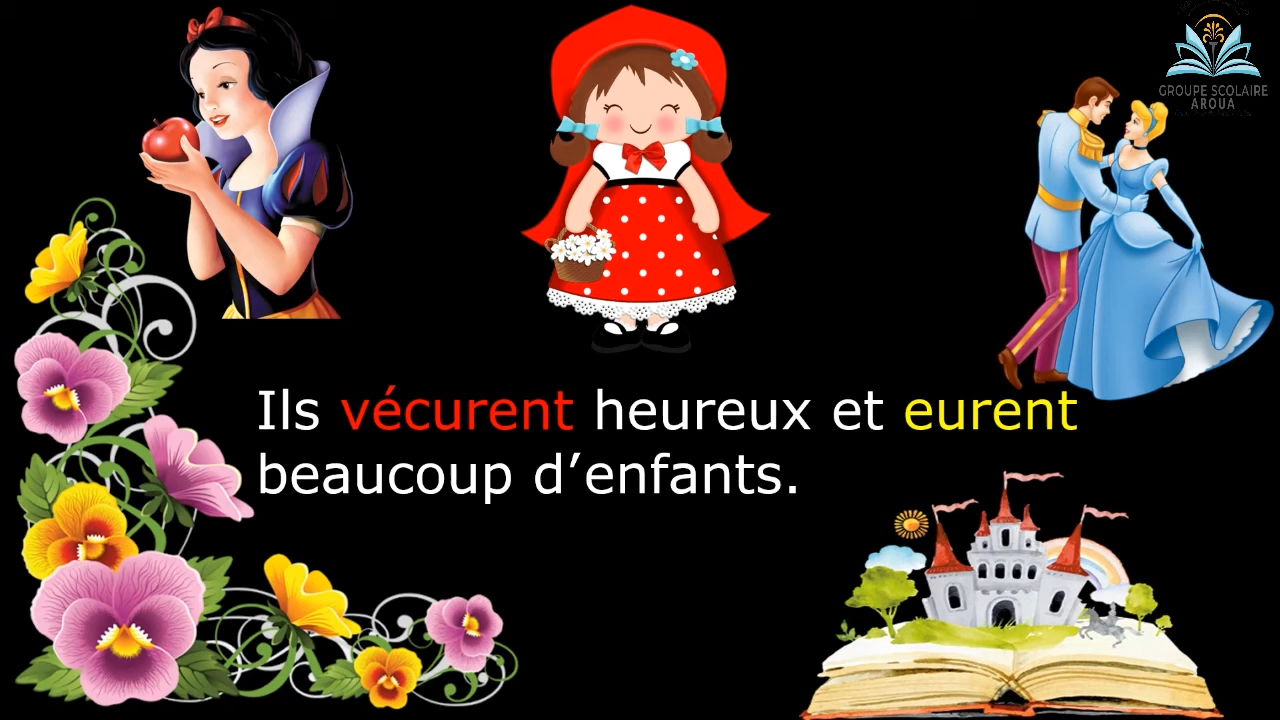 GROUPE SCOLAIRE
AROUA
Ils vécurent heureux et eurent
beaucoup d’enfants.